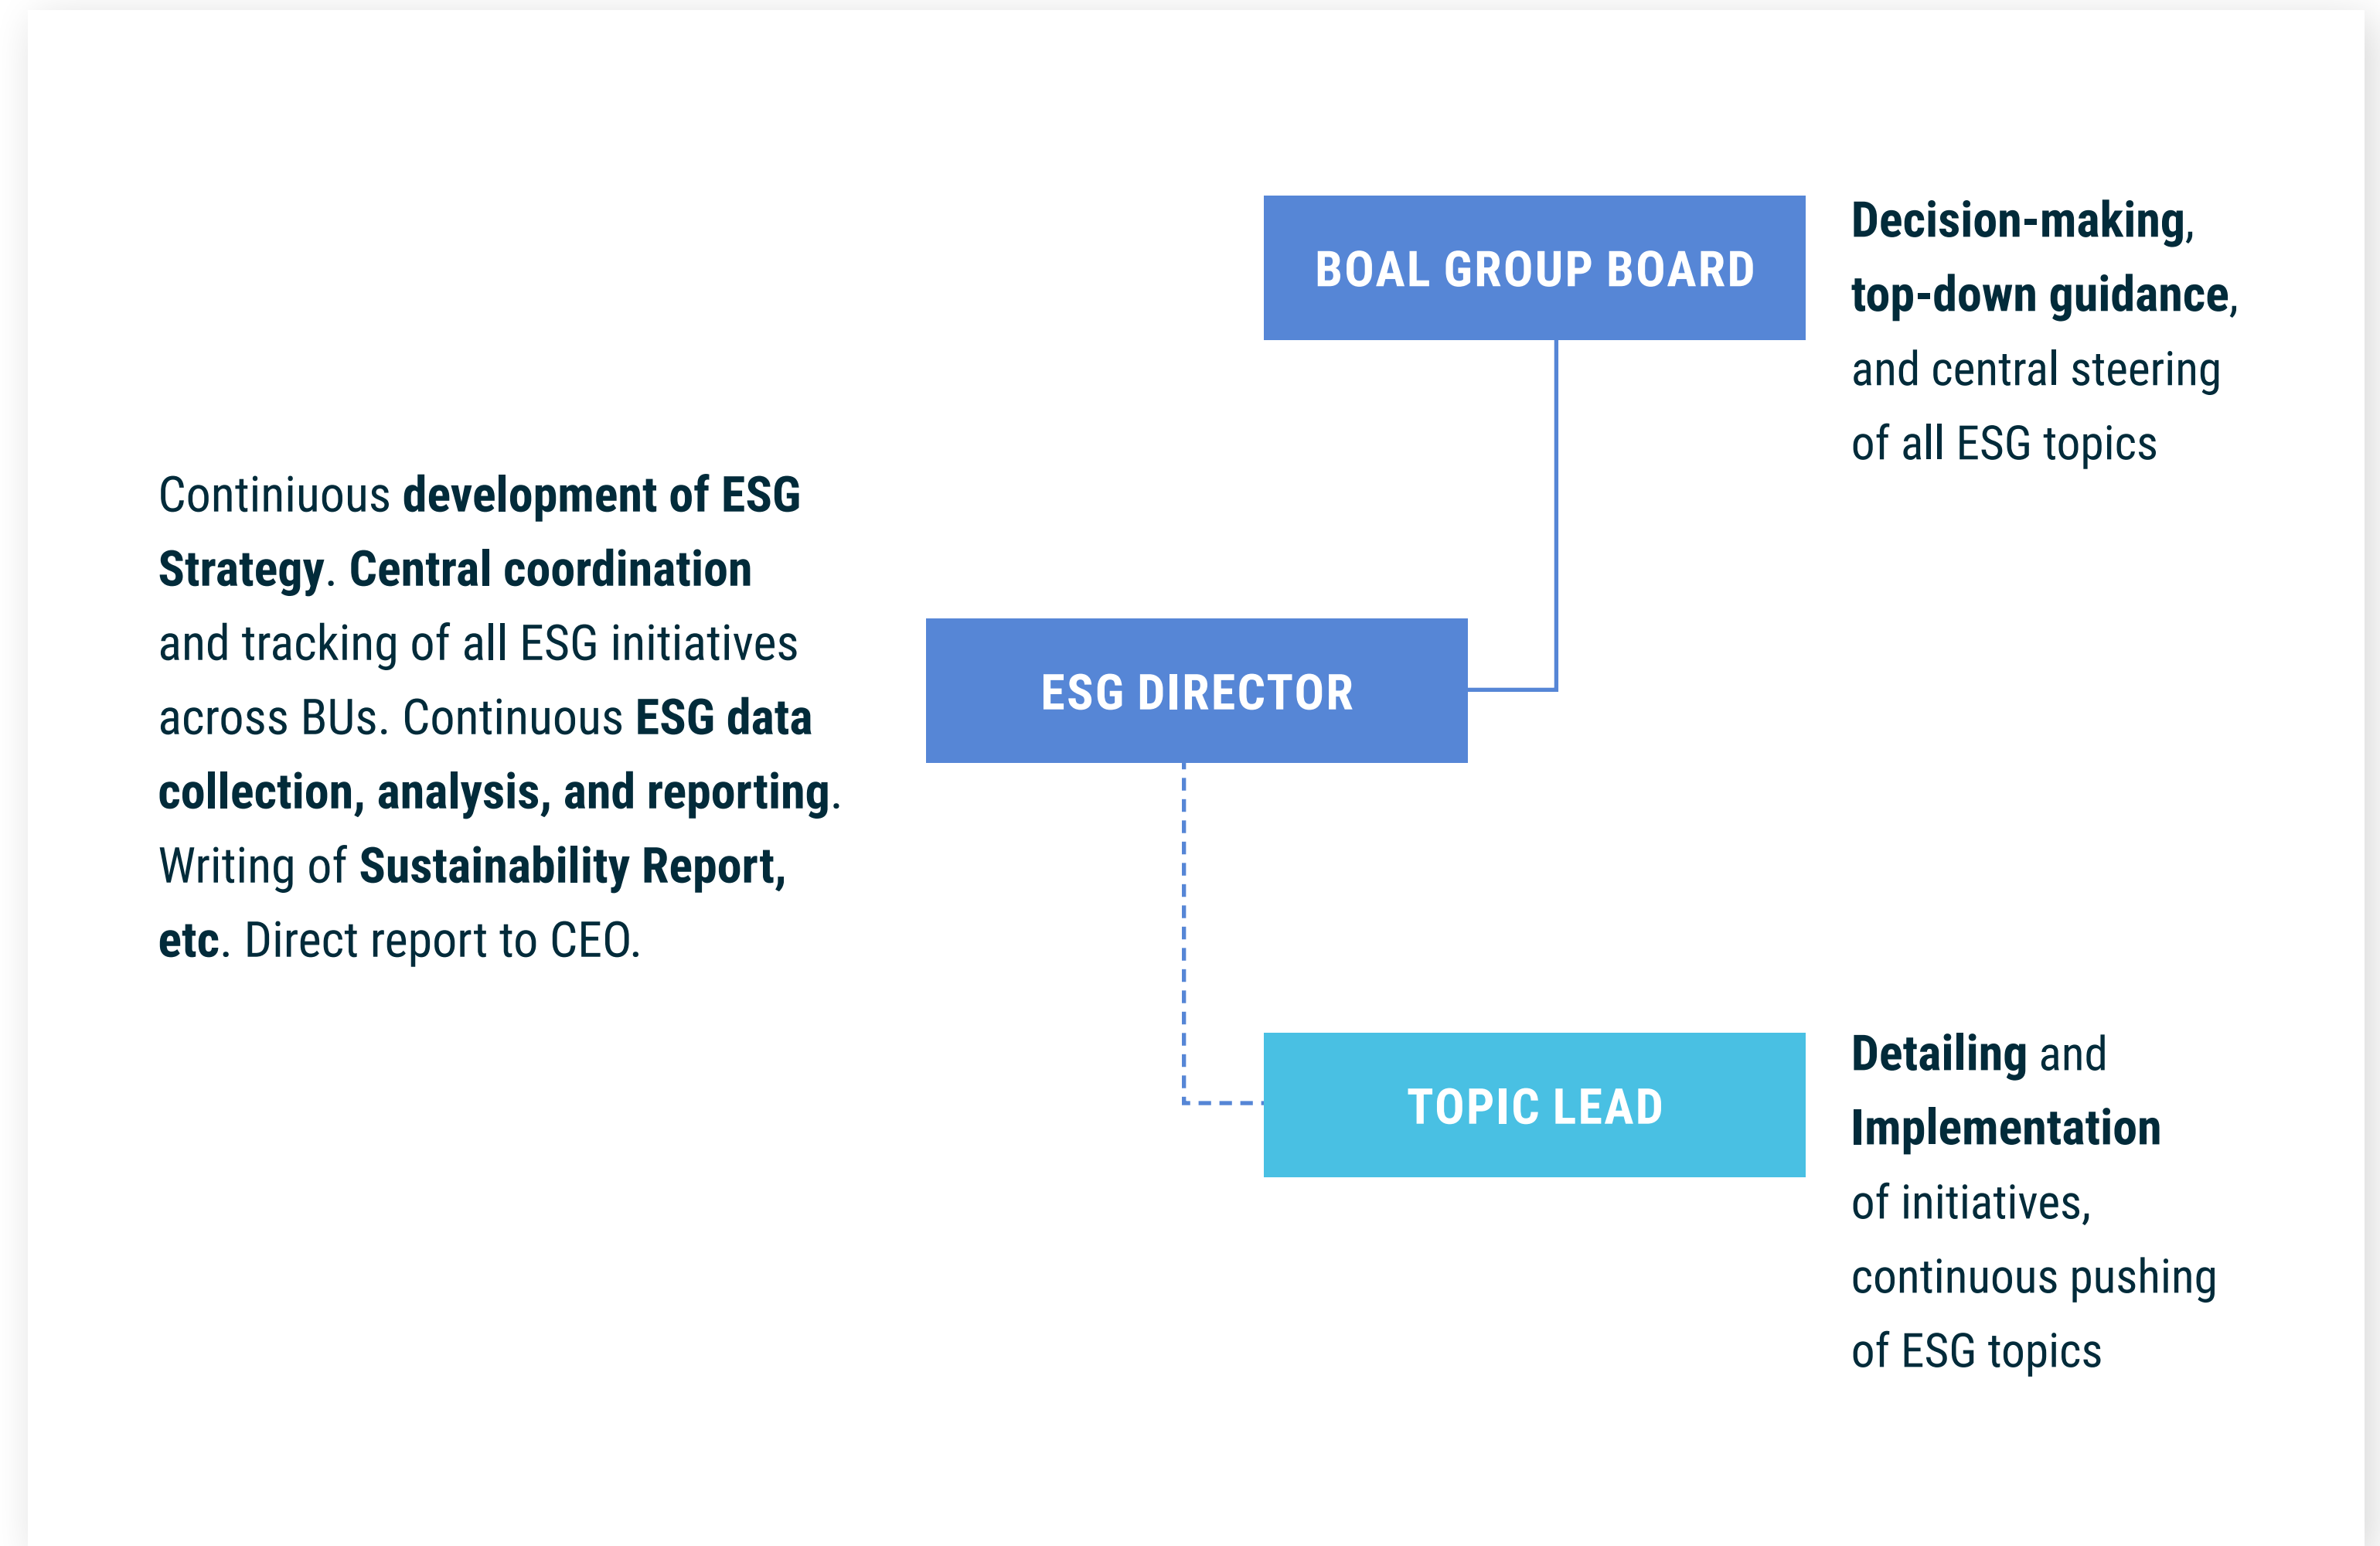 BOAL GROUP BOARD
Decision-making,
top-down guidance,
and central steering
of all ESG topics
Continiuous development of ESG
Strategy. Central coordination
and tracking of all ESG initiatives
across BUs. Continuous ESG data
collection, analysis, and reporting.
Writing of Sustainability Report,
etc. Direct report to CEO.
ESG DIRECTOR
TOPIC LEAD
Detailing and
Implementation
of initiatives,
continuous pushing
of ESG topics